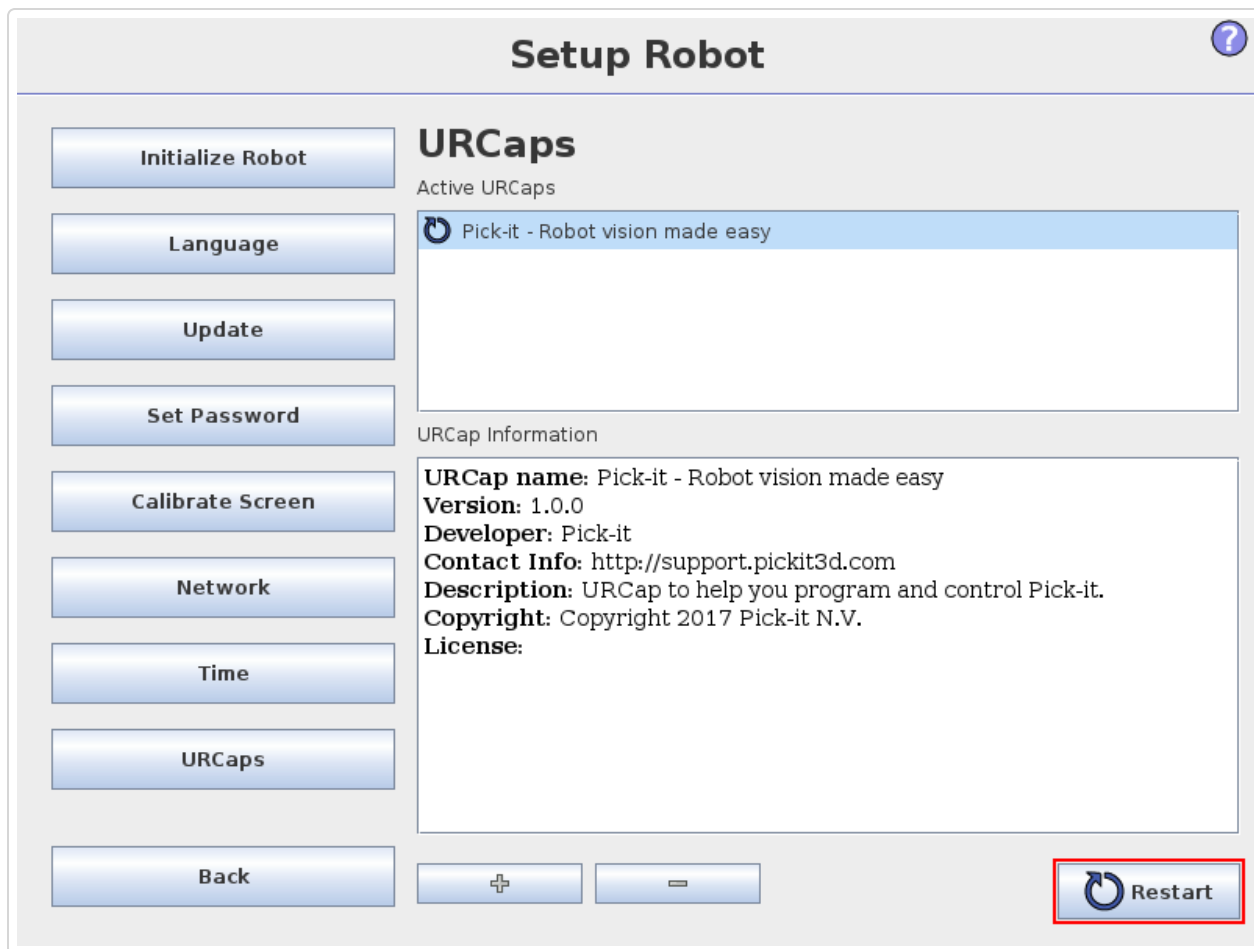 Setup Robot
?
Initialize Robot
Language
Update
Set Password
Calibrate Screen
Network
Time
URCaps
Back
URCaps
Active URCaps
Pick-it - Robot vision made easy
URCap Information
URCap name: Pick-it - Robot vision made easy
Version: 1.0.0
Developer: Pick-it
Contact Info: http://support.pickit3d.com
Description: URCap to help you program and control Pick-it.
Copyright: Copyright 2017 Pick-it N.V.
License:
Restart